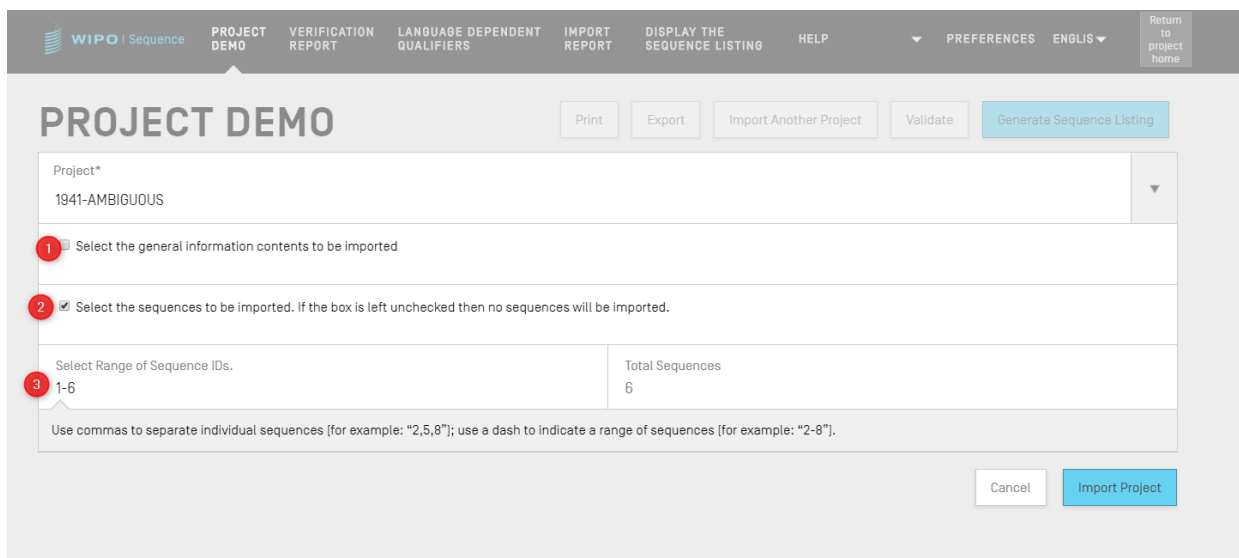 WIPO | Sequence
PROJECT DEMO
VERIFICATION REPORT
LANGUAGE DEPENDENT QUALIFIERS
IMPORT REPORT
DISPLAY THE SEQUENCE LISTING
HELP
PREFERENCES
ENGLIS
Return to project home
PROJECT DEMO
Print
Export
Import Another Project
Validate
Generate Sequence Listing
Project*
1941-AMBIGUOUS
1 Select the general information contents to be imported
2 Select the sequences to be imported. If the box is left unchecked then no sequences will be imported.
Select Range of Sequence IDs.
Total Sequences
3 1-6
6
Use commas to separate individual sequences (for example: “2,5,8”); use a dash to indicate a range of sequences (for example: “2-8”).
Cancel
Import Project